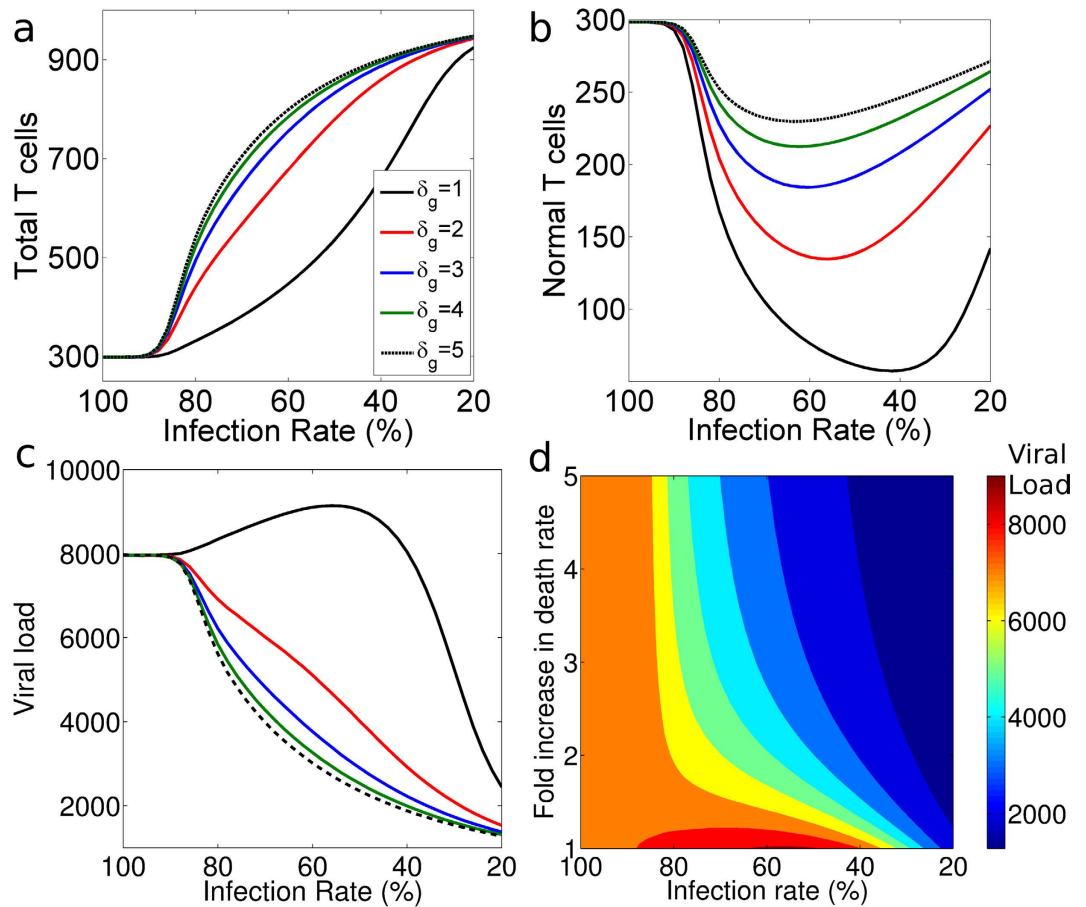 a
Total T cells
900
700
500
300
δg=1
δg=2
δg=3
δg=4
δg=5
100 80 60 40 20
Infection Rate (%)
b
Normal T cells
300
250
200
150
100
100 80 60 40 20
Infection Rate (%)
c
Viral load
10000
8000
6000
4000
2000
100 80 60 40 20
Infection Rate (%)
d
Fold increase in death rate
5
4
3
2
1
100 80 60 40 20
Infection rate (%)
Viral
Load
8000
6000
4000
2000